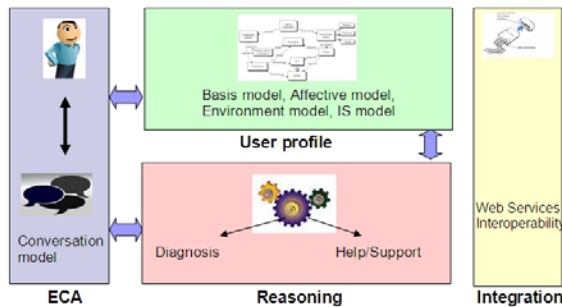 Basis model, Affective model,
Environment model, IS model
User profile
Conversation
model
ECA
Diagnosis
Help/Support
Reasoning
Web Services
Interoperability
Integration